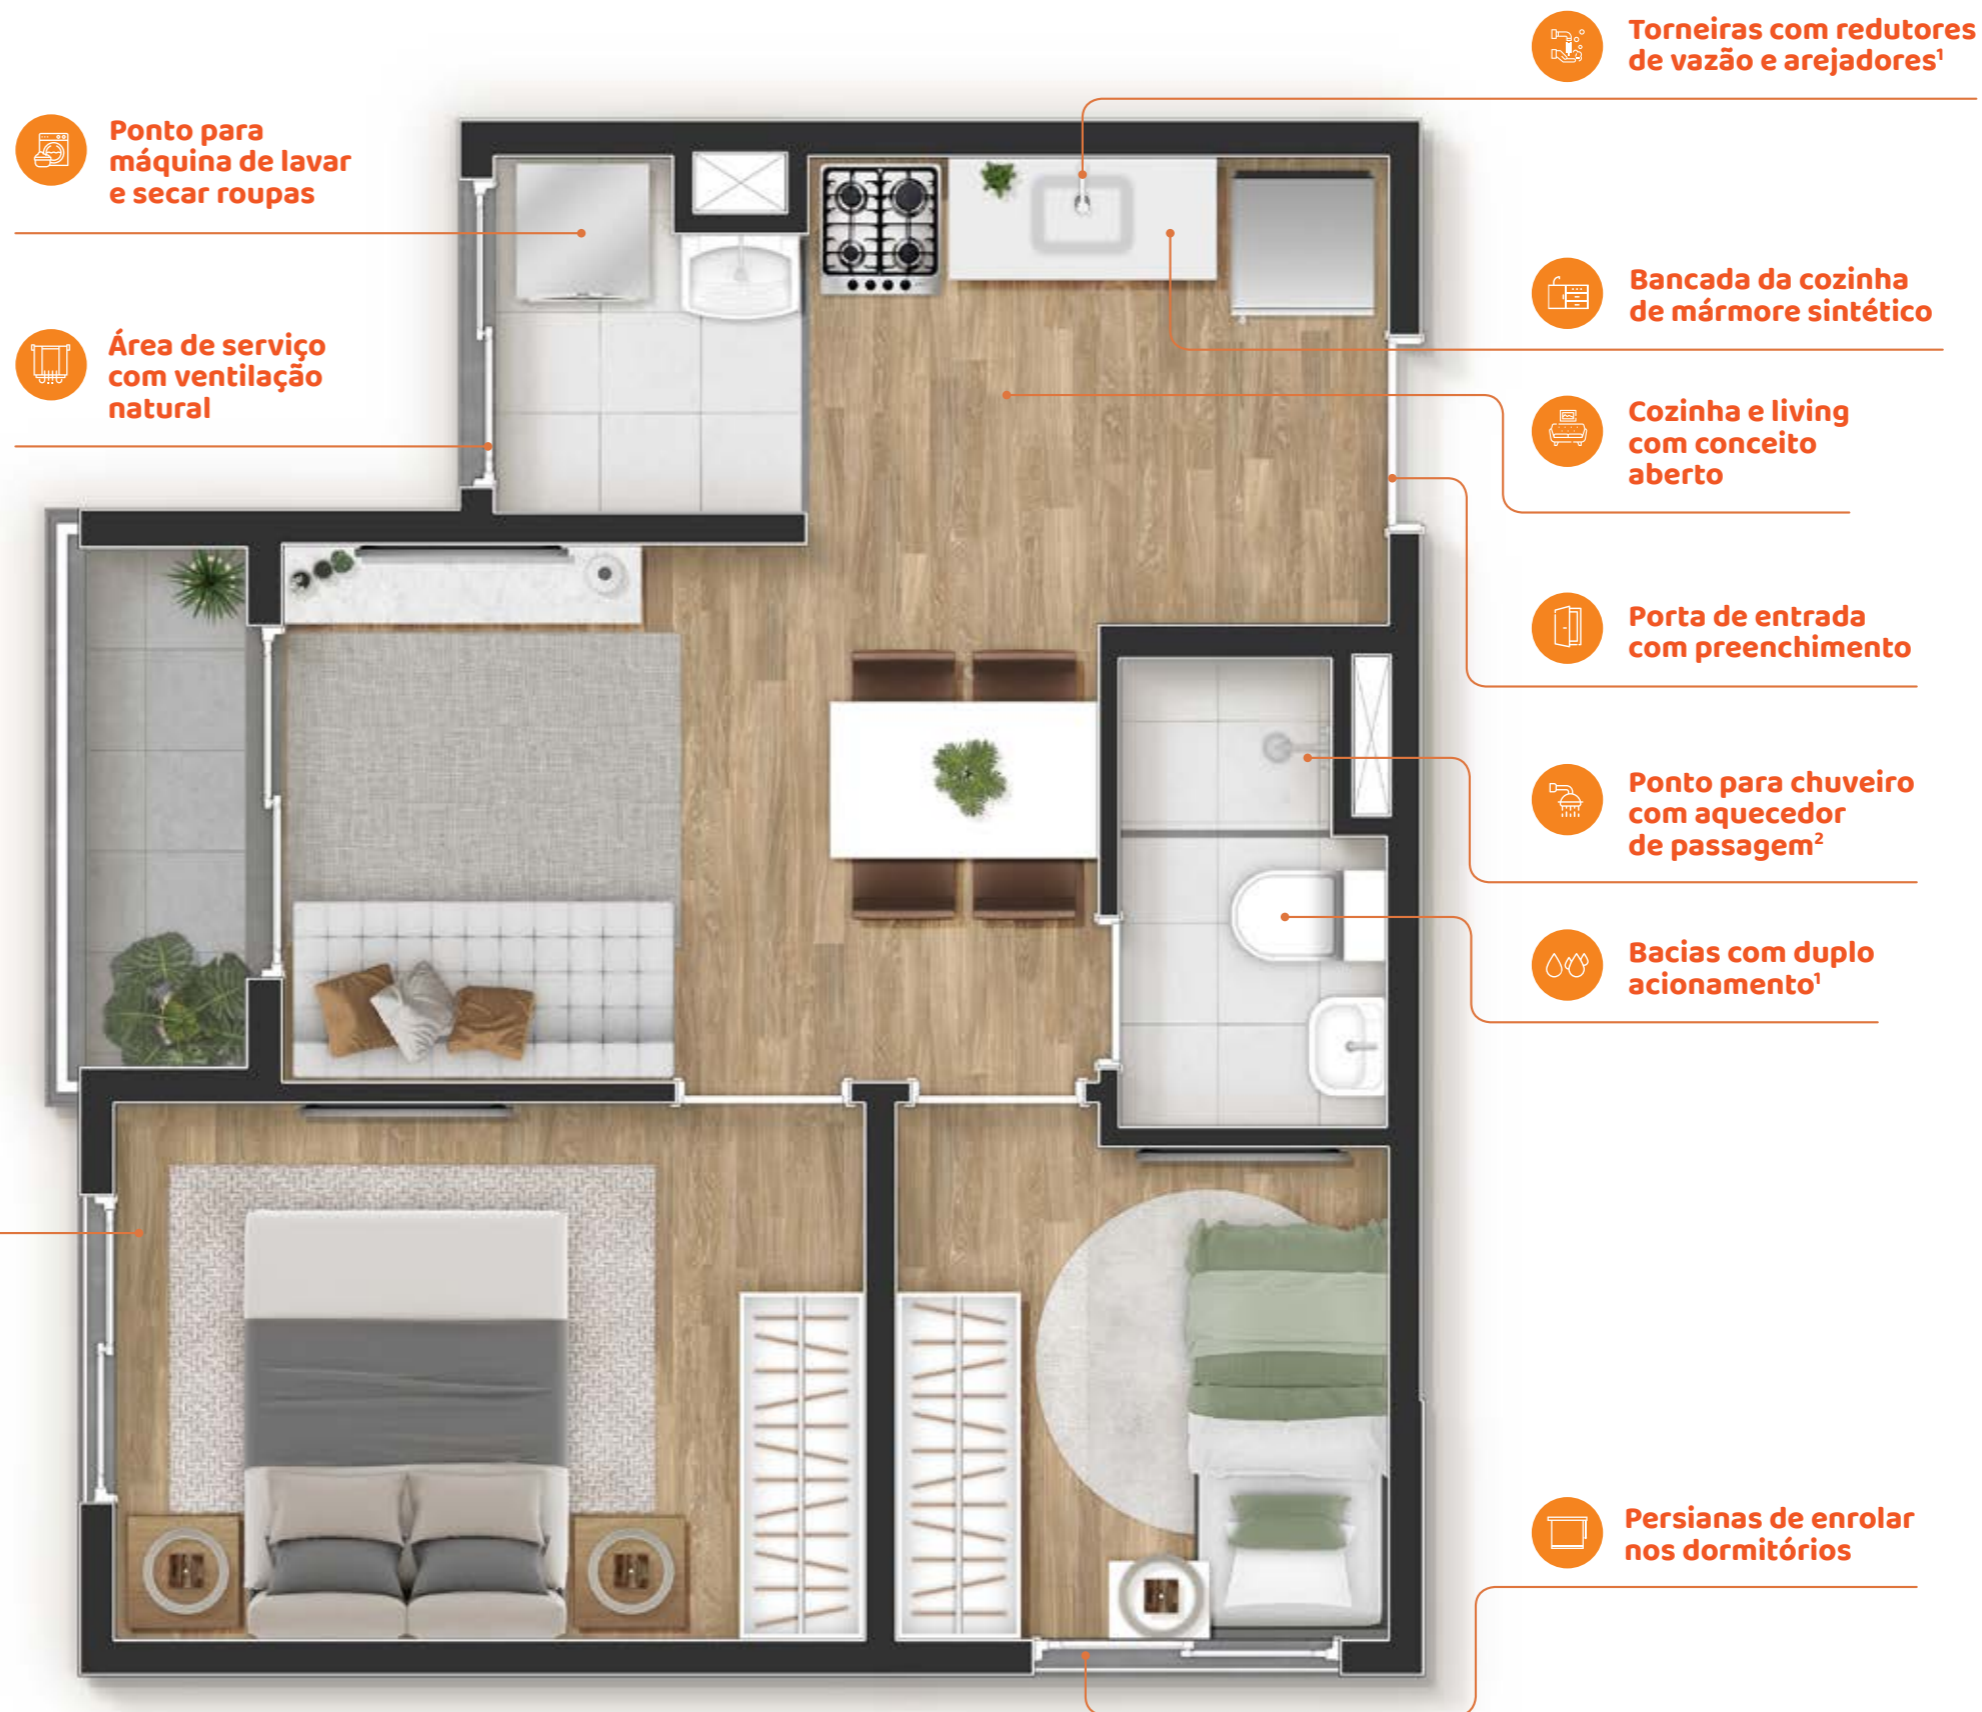 Ponto para
máquina de lavar
e secar roupas
Área de serviço
com ventilação
natural
Torneiras com redutores
de vazão e arejadores¹
Bancada da cozinha
de mármore sintético
Cozinha e living
com conceito
aberto
Porta de entrada
com preenchimento
Ponto para chuveiro
com aquecedor
de passagem²
Bacias com duplo
acionamento¹
Persianas de enrolar
nos dormitórios